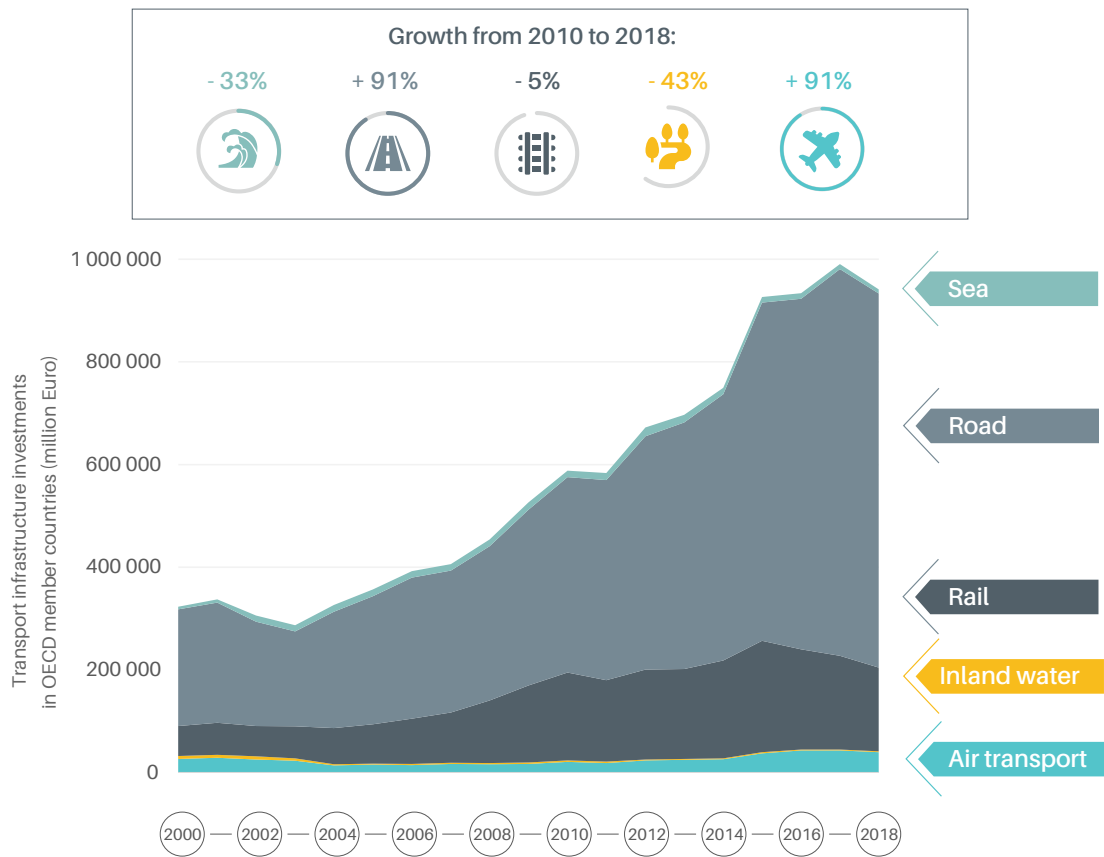 Growth from 2010 to 2018:
- 33%
+ 91%
- 5%
- 43%
+ 91%
Transport infrastructure investments
in OECD member countries (million Euro)
1 000 000
800 000
600 000
400 000
200 000
0
Sea
Road
Rail
Inland water
Air transport
2000
2002
2004
2006
2008
2010
2012
2014
2016
2018